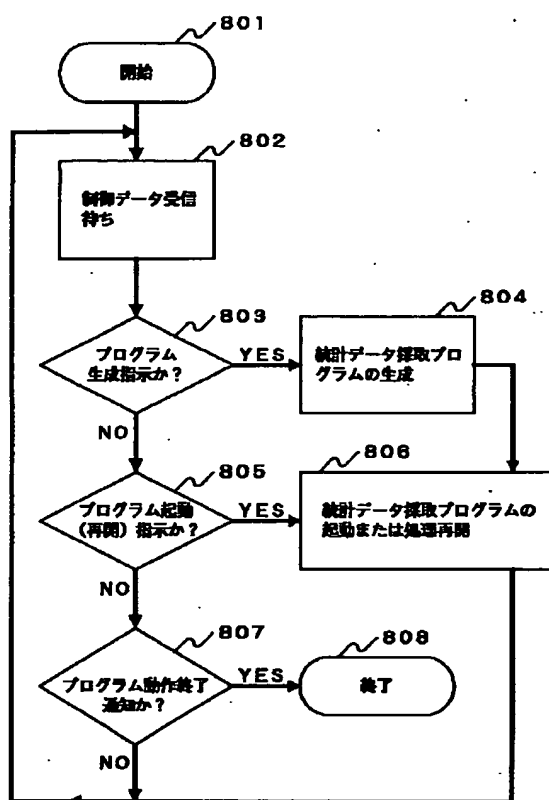 801
開始
802
制御データ受信
待ち
803
プログラム
生成指示か?
YES
804
統計データ採取プロ
グラムの生成
NO
805
プログラム起動
(再開)指示か?
YES
806
統計データ採取プログラムの
起動または処理再開
NO
807
プログラム動作終了
通知か?
YES
808
終了
NO